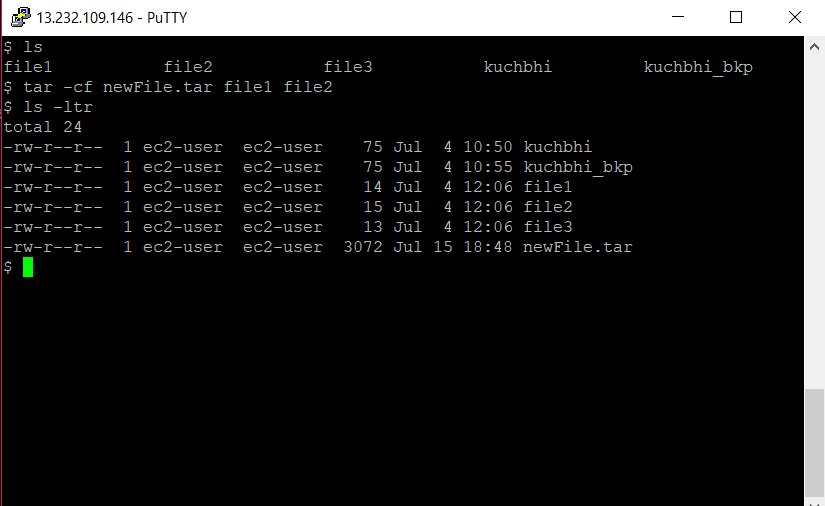 13.232.109.146 - PuTTY
$ ls
file1           file2           file3           kuchbhi         kuchbhi_bkp
$ tar -cf newFile.tar file1 file2
$ ls -ltr
total 24
-rw-r--r--  1 ec2-user  ec2-user    75 Jul  4 10:50 kuchbhi
-rw-r--r--  1 ec2-user  ec2-user    75 Jul  4 10:55 kuchbhi_bkp
-rw-r--r--  1 ec2-user  ec2-user    14 Jul  4 12:06 file1
-rw-r--r--  1 ec2-user  ec2-user    15 Jul  4 12:06 file2
-rw-r--r--  1 ec2-user  ec2-user    13 Jul  4 12:06 file3
-rw-r--r--  1 ec2-user  ec2-user  3072 Jul 15 18:48 newFile.tar
$